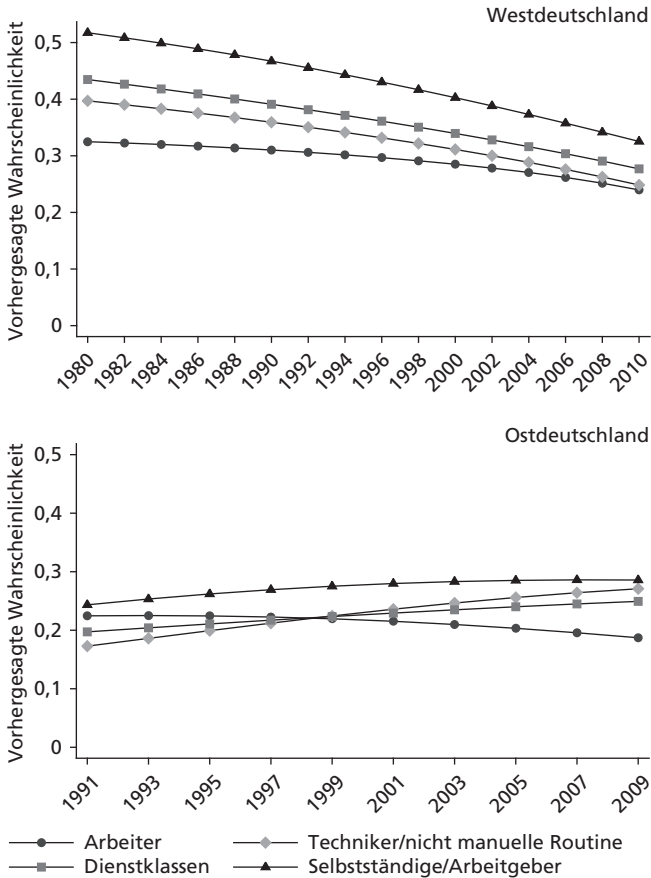 Westdeutschland
Vorhergesagte Wahrscheinlichkeit
0,5
0,4
0,3
0,2
0,1
0
1980 1982 1984 1986 1988 1990 1992 1994 1996 1998 2000 2002 2004 2006 2008 2010
Ostdeutschland
Vorhergesagte Wahrscheinlichkeit
0,5
0,4
0,3
0,2
0,1
0
1991 1993 1995 1997 1999 2001 2003 2005 2007 2009
Arbeiter Techniker/nicht manuelle Routine
Dienstklassen Selbstständige/Arbeitgeber